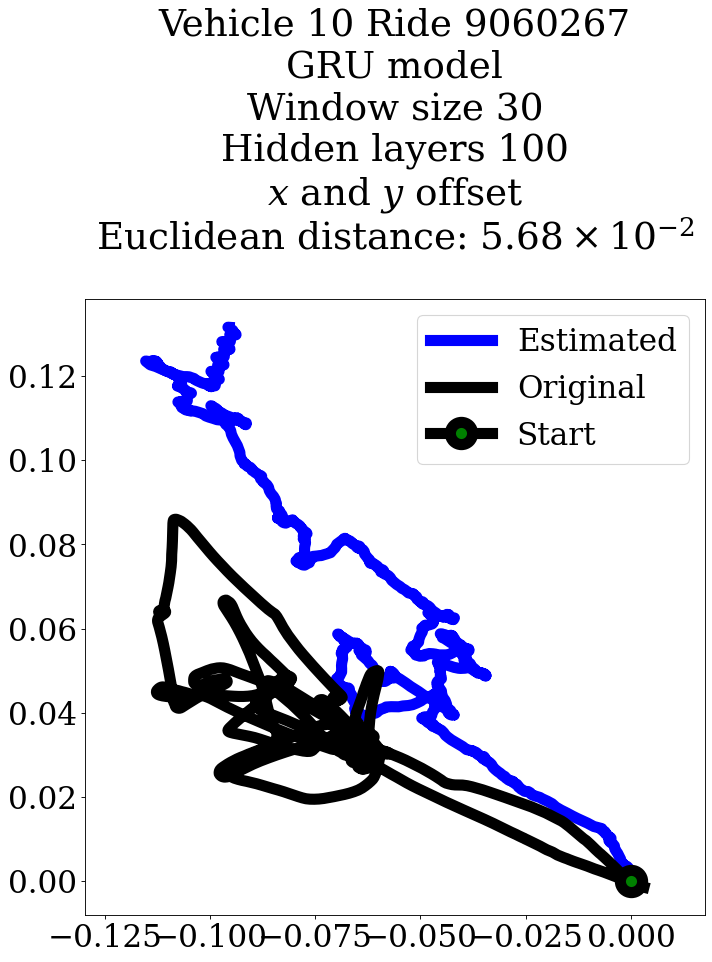 Vehicle 10 Ride 9060267
GRU model
Window size 30
Hidden layers 100
x and y offset
Euclidean distance: 5.68 × 10⁻²
Estimated
Original
Start
0.12
0.10
0.08
0.06
0.04
0.02
0.00
−0.125 −0.100 −0.075 −0.050 −0.025 0.000